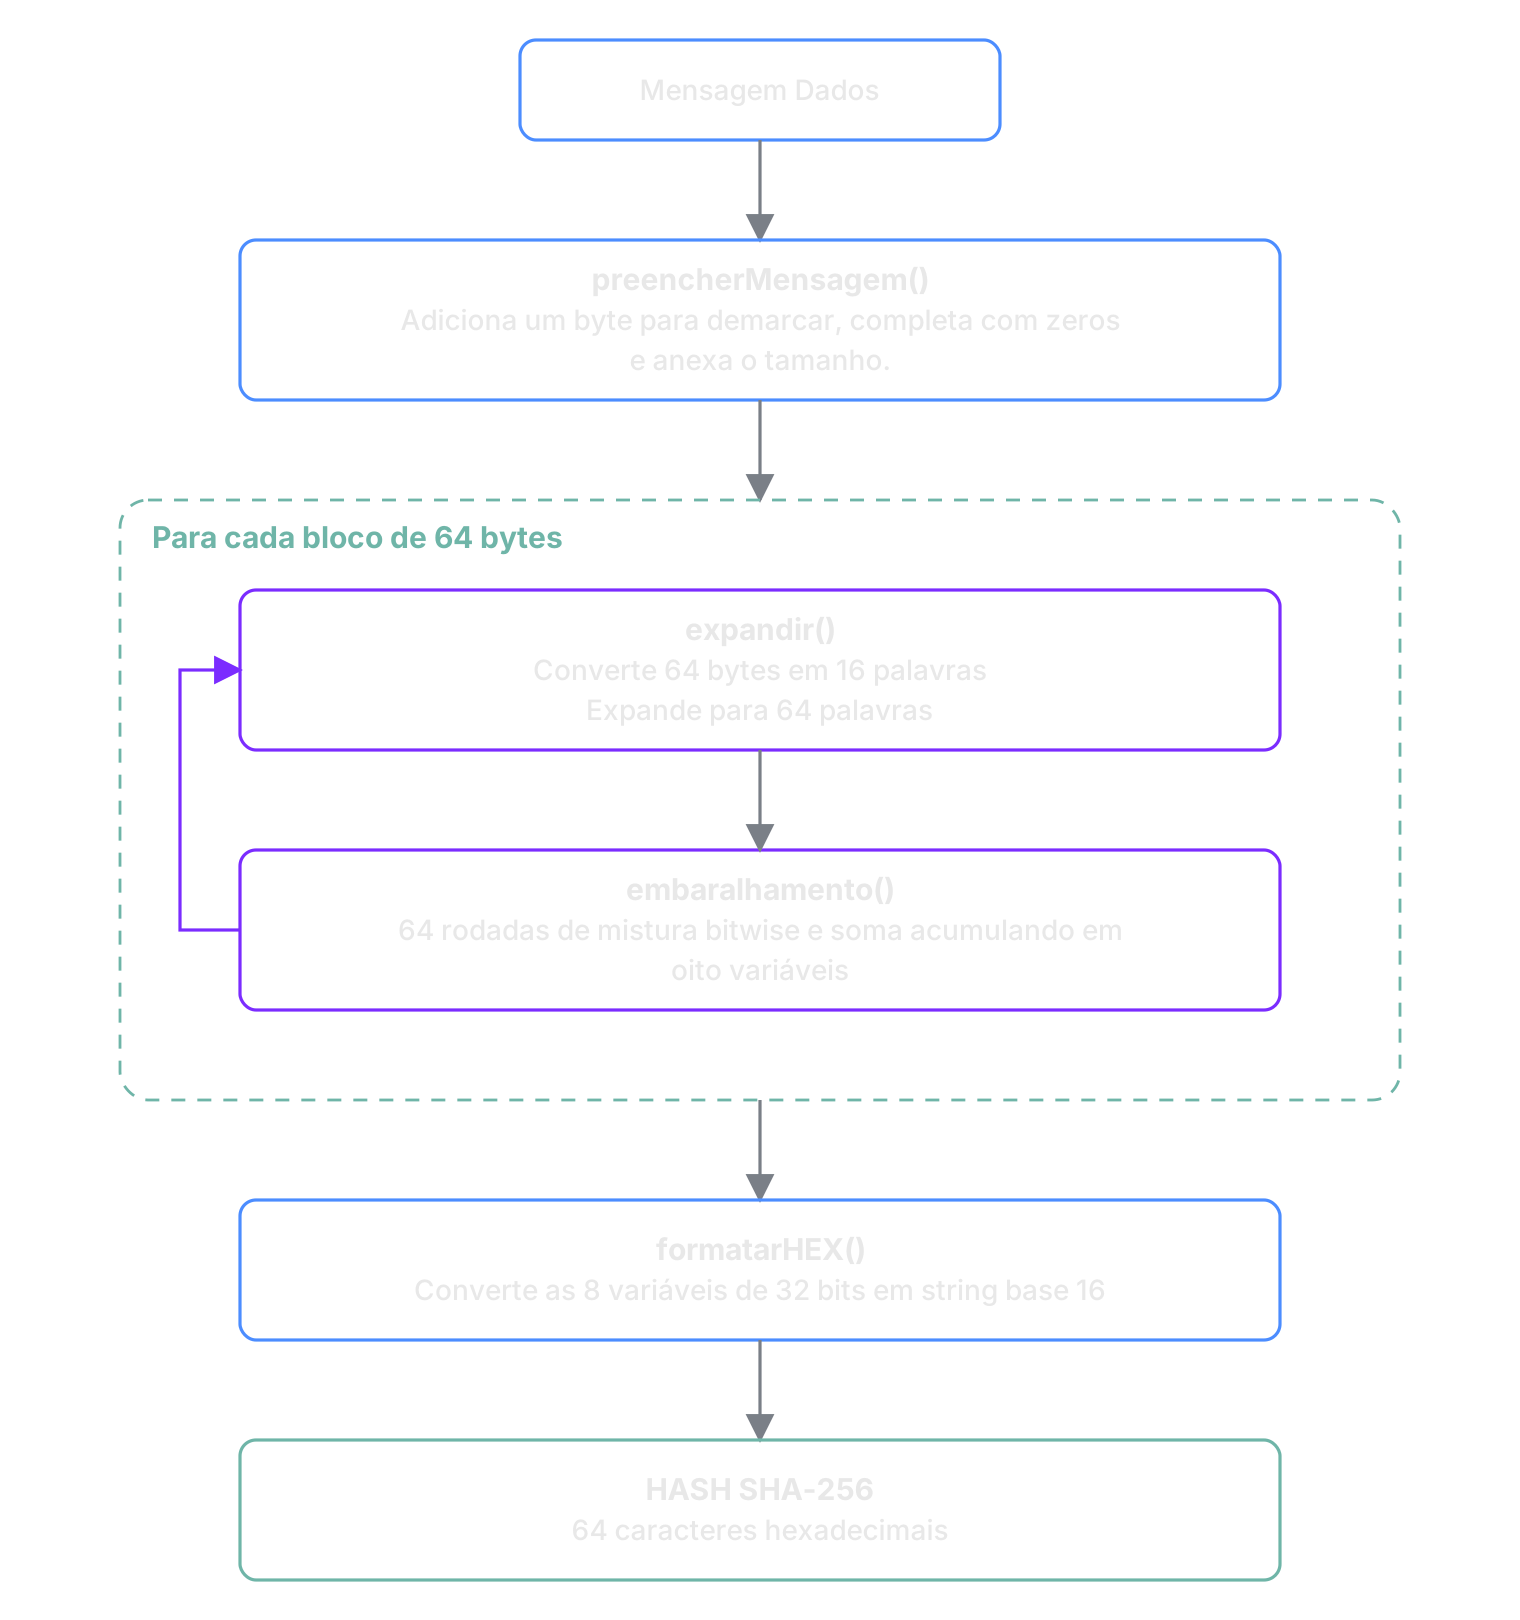 Mensagem Dados
preencherMensagem()
Adiciona um byte para demarcar, completa com zeros
e anexa o tamanho.
Para cada bloco de 64 bytes
expandir()
Converte 64 bytes em 16 palavras
Expande para 64 palavras
embaralhamento()
64 rodadas de mistura bitwise e soma acumulando em
oito variáveis
formatarHEX()
Converte as 8 variáveis de 32 bits em string base 16
HASH SHA-256
64 caracteres hexadecimais